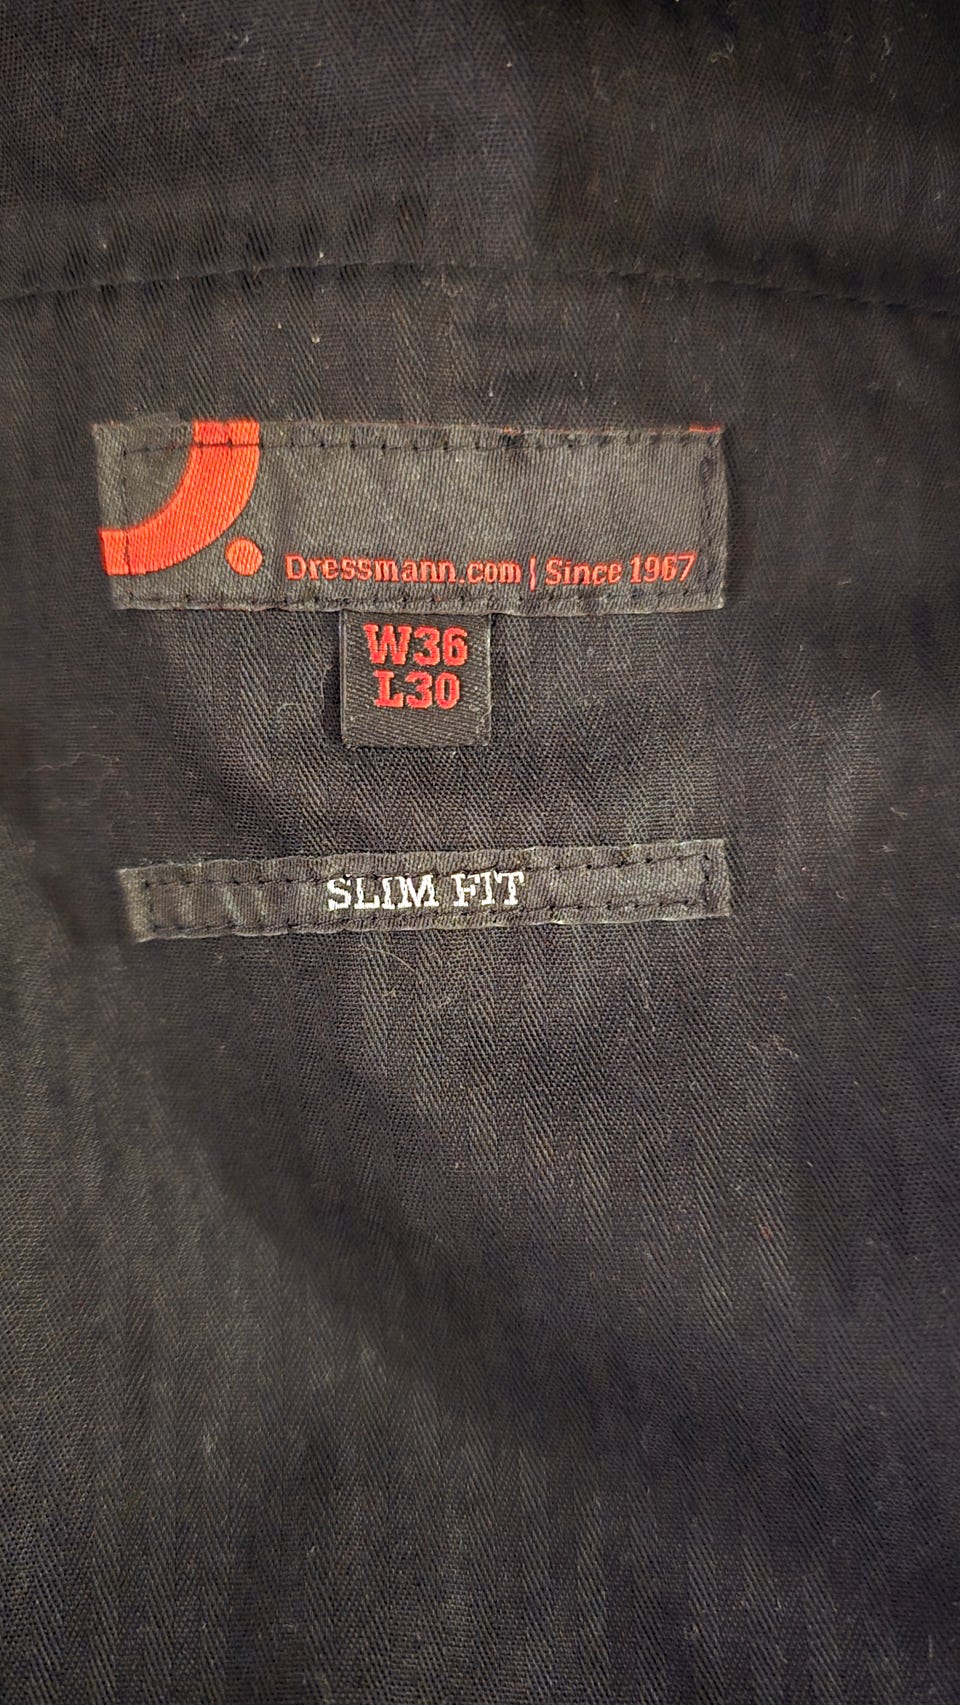 Dressmann.com | Since 1967
W36
L30
SLIM FIT